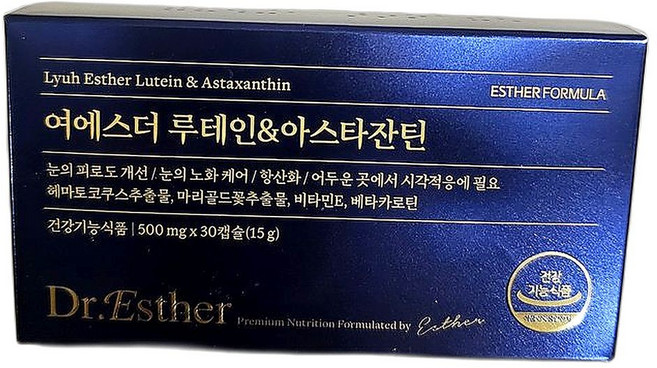 Lyuh Esther Lutein & Astaxanthin
ESTHER FORMULA
여에스더 루테인&아스타잔틴
눈의 피로도 개선 / 눈의 노화 케어 / 항산화 / 어두운 곳에서 시각적응에 필요
헤마토코쿠스추출물, 마리골드꽃추출물, 비타민E, 베타카로틴
건강기능식품 | 500 mg x 30캡슐(15 g)
건강
기능식품
Dr.Esther
Premium Nutrition Formulated by Esther